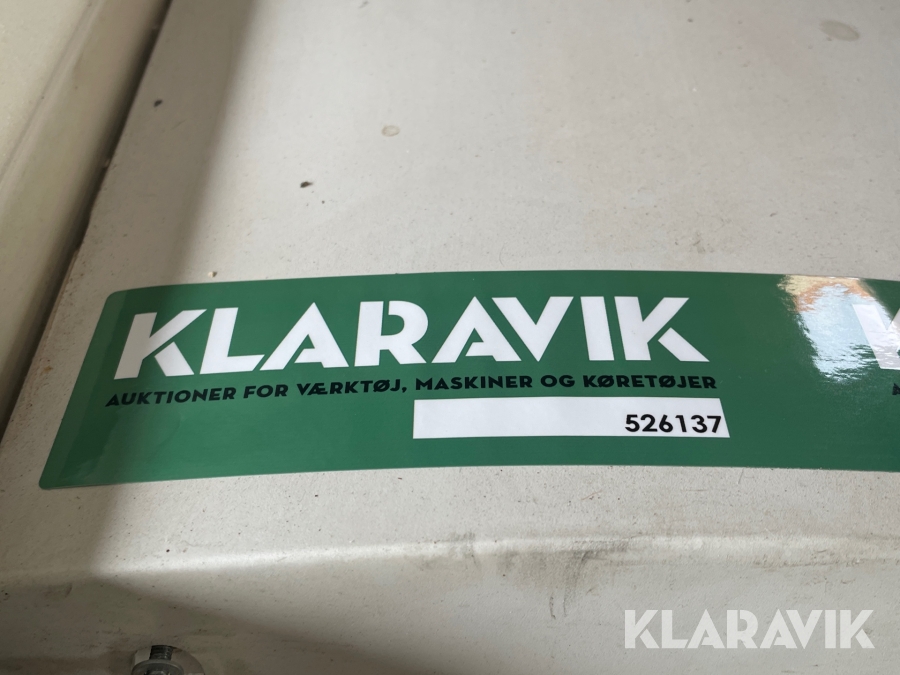 KLARAVIK
AUKTIONER FOR VÆRKTØJ, MASKINER OG KØRETØJER
526137
KLARAVIK